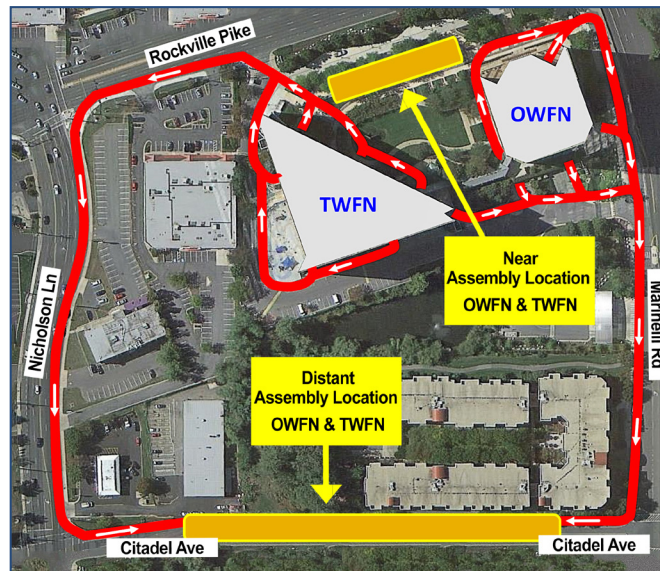 Rockville Pike
OWFN
TWFN
Near
Assembly Location
OWFN & TWFN
Nicholson Ln
Marinelli Rd
Distant
Assembly Location
OWFN & TWFN
Citadel Ave
Citadel Ave